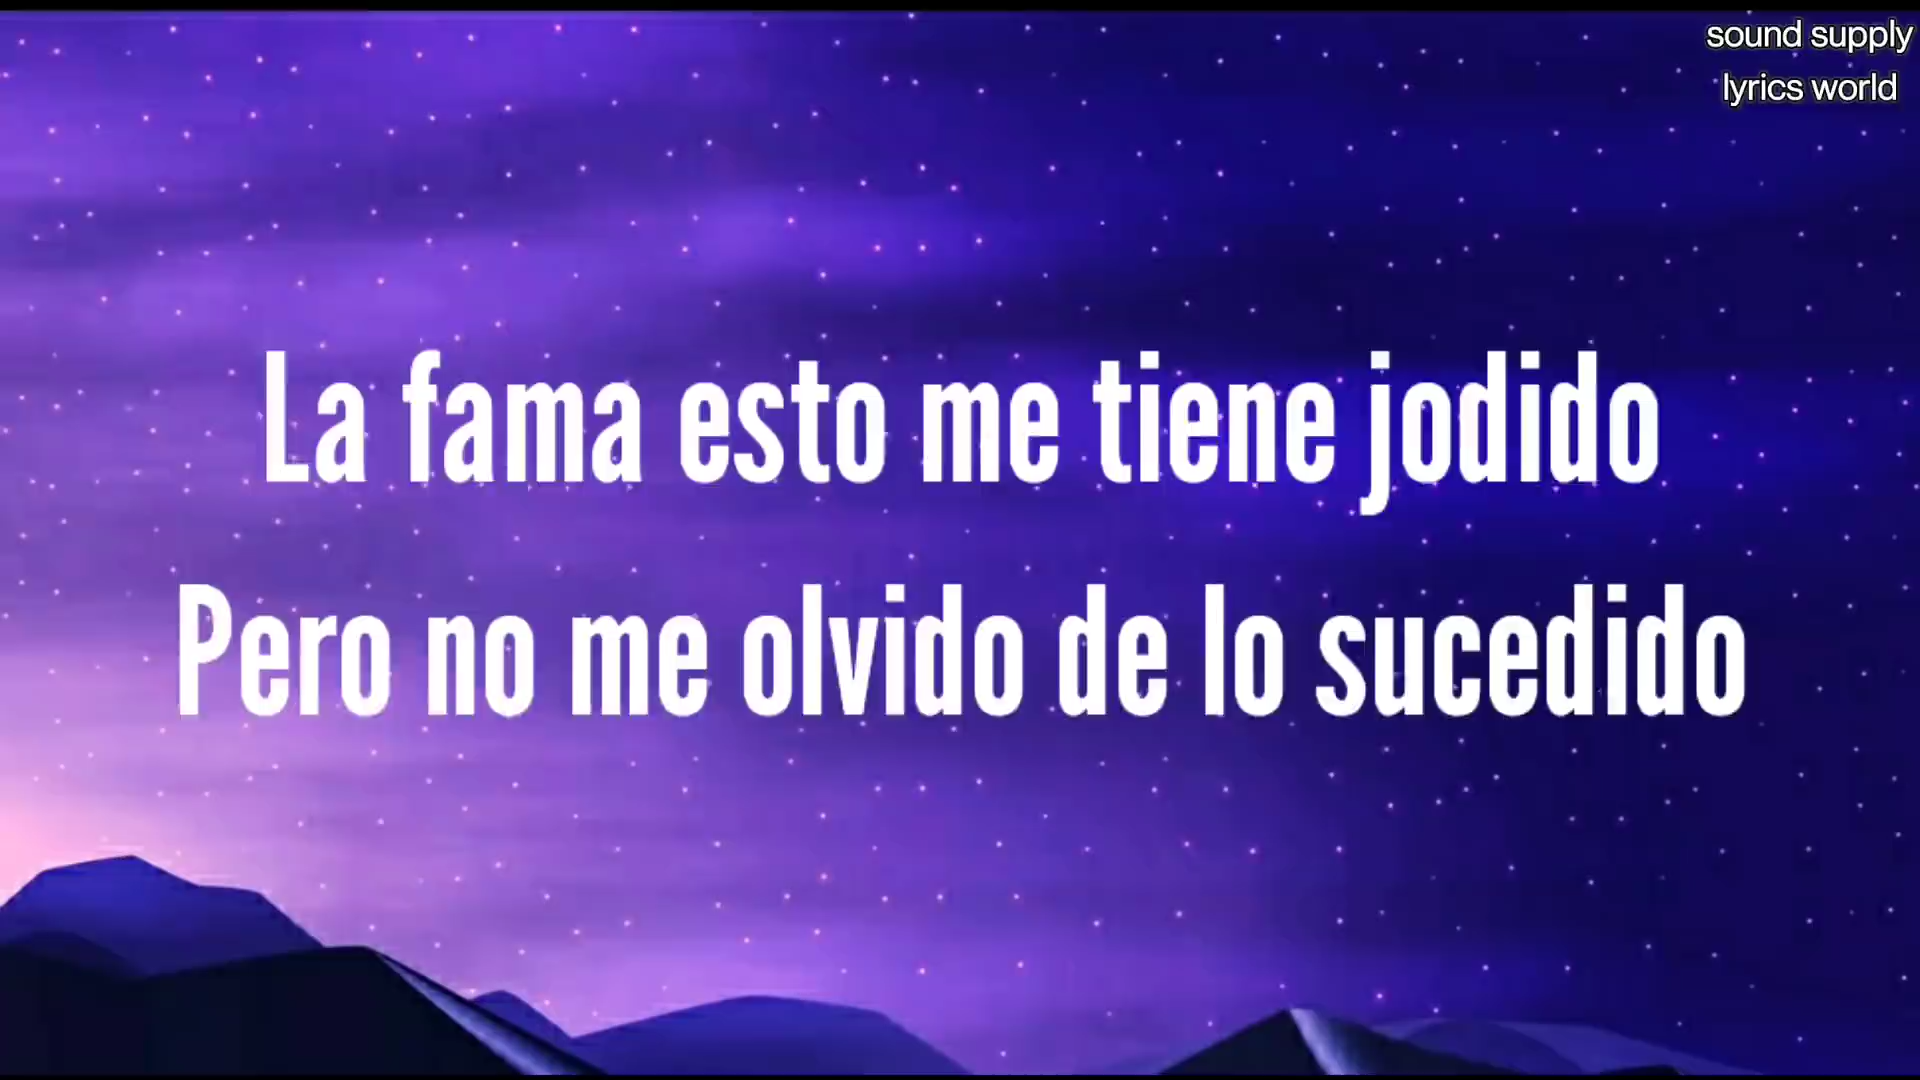 sound supply
lyrics world
La fama esto me tiene jodido
Pero no me olvido de lo sucedido